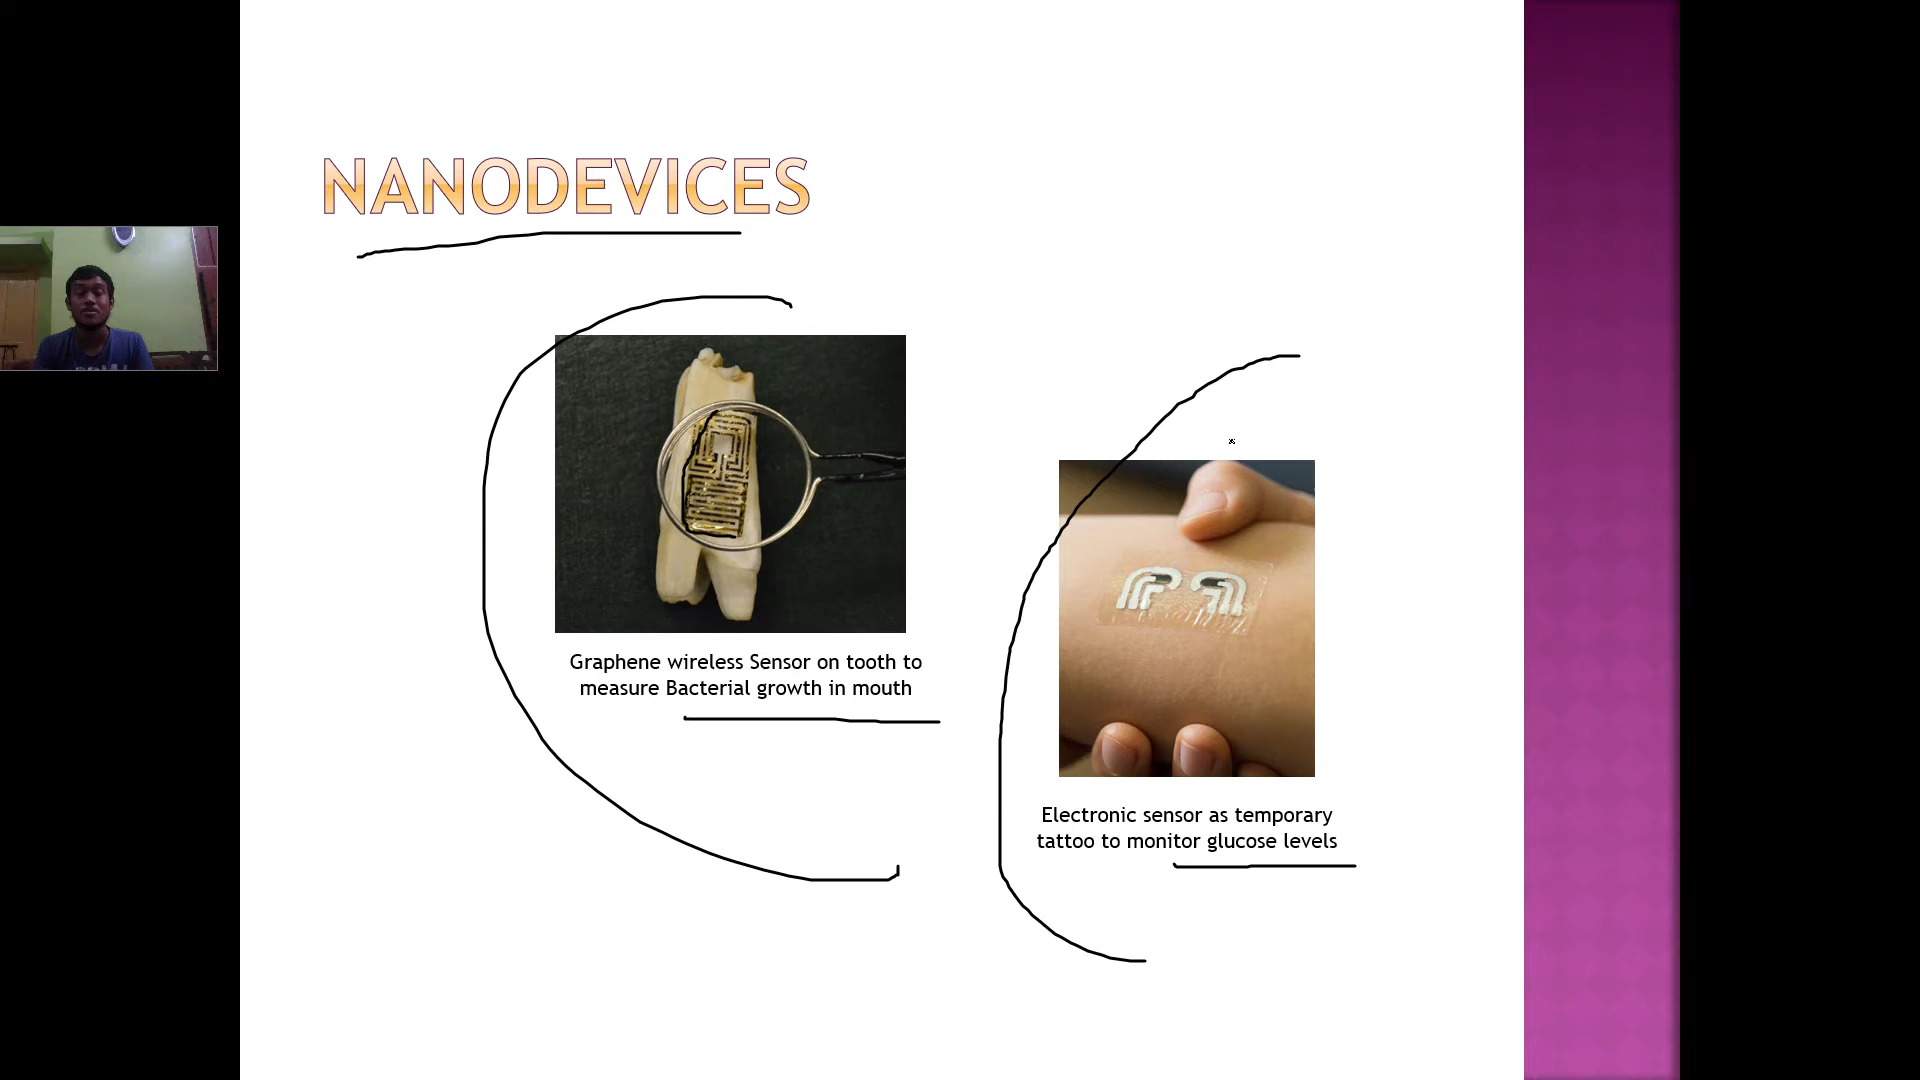 NANODEVICES
Graphene wireless Sensor on tooth to
measure Bacterial growth in mouth
Electronic sensor as temporary
tattoo to monitor glucose levels